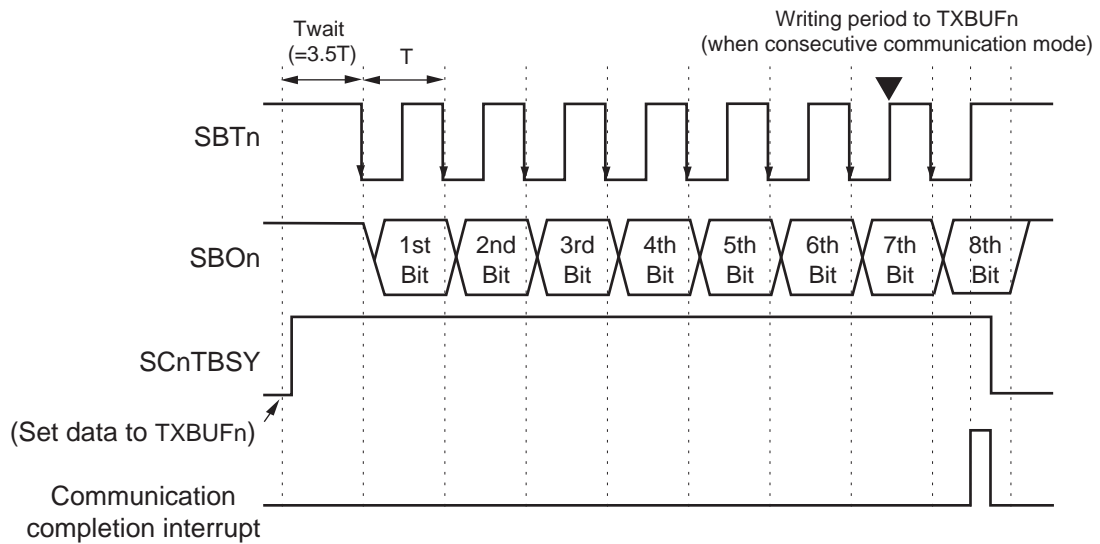 Writing period to TXBUFn
(when consecutive communication mode)
Twait
(=3.5T)
T
SBTn
SBOn
1st
Bit
2nd
Bit
3rd
Bit
4th
Bit
5th
Bit
6th
Bit
7th
Bit
8th
Bit
SCnTBSY
(Set data to TXBUFn)
Communication
completion interrupt